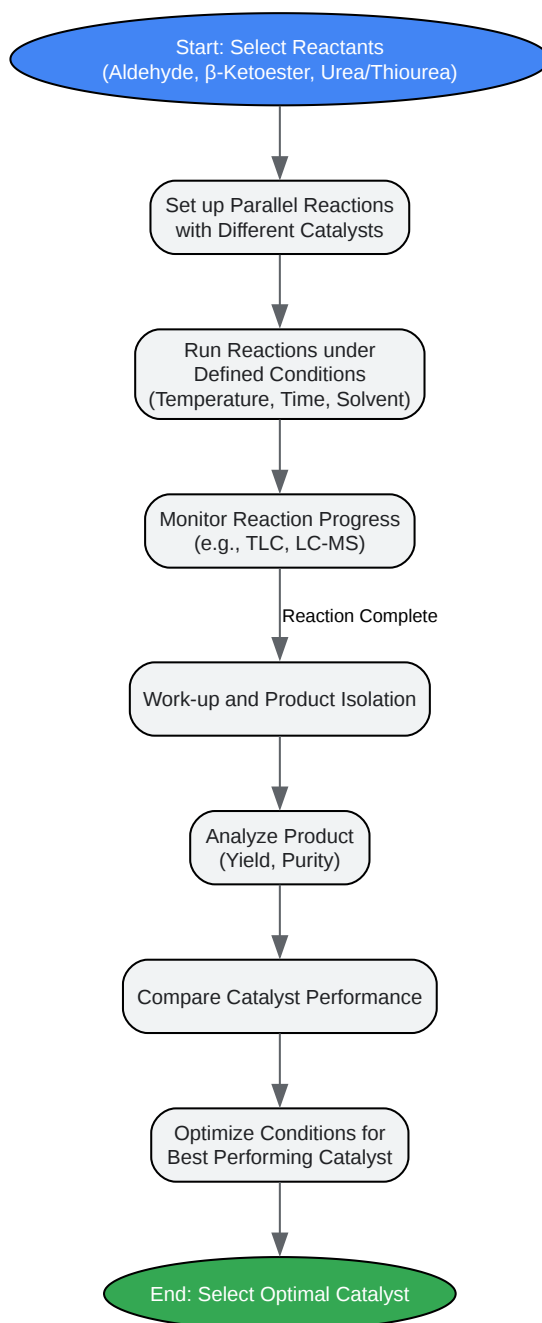 Start: Select Reactants
(Aldehyde, β-Ketoester, Urea/Thiourea)
Set up Parallel Reactions
with Different Catalysts
Run Reactions under
Defined Conditions
(Temperature, Time, Solvent)
Monitor Reaction Progress
(e.g., TLC, LC-MS)
Reaction Complete
Work-up and Product Isolation
Analyze Product
(Yield, Purity)
Compare Catalyst Performance
Optimize Conditions for
Best Performing Catalyst
End: Select Optimal Catalyst